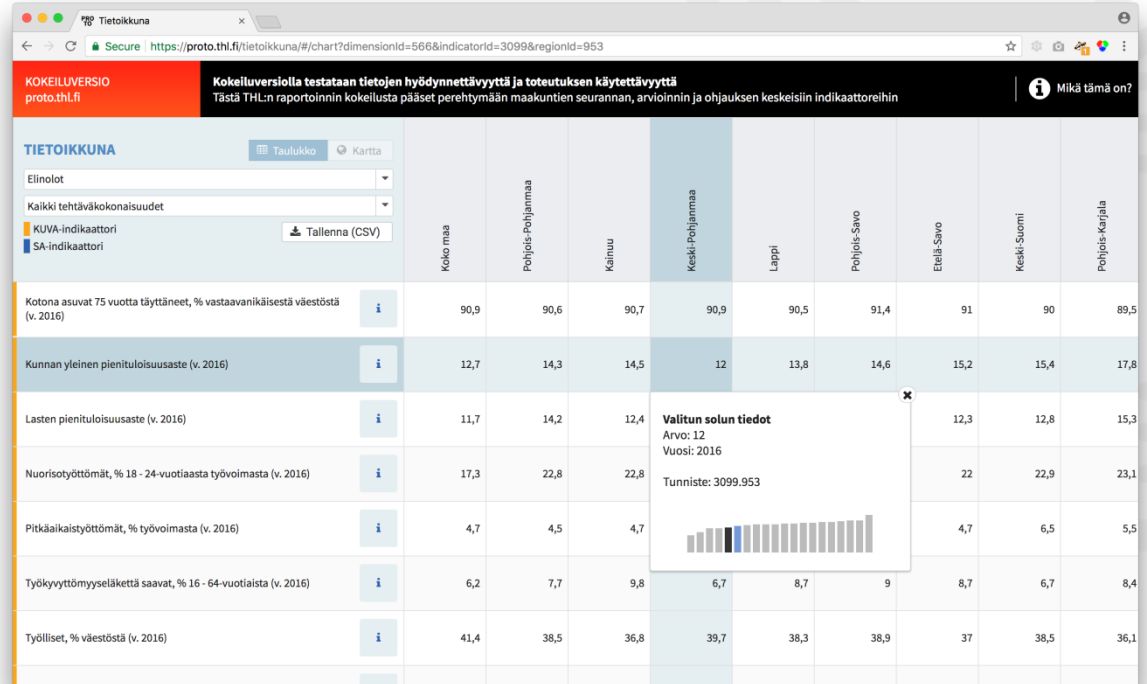 PRO
TO Tietoikkuna
Secure https://proto.thl.fi/tietoikkuna/#/chart?dimensionId=566&indicatorId=3099&regionId=953
KOKEILUVERSIO
proto.thl.fi
Kokeiluversiolla testataan tietojen hyödynnettävyyttä ja toteutuksen käytettävyyttä
Tästä THL:n raportoinnin kokeilusta pääset perehtymään maakuntien seurannan, arvioinnin ja ohjauksen keskeisiin indikaattoreihin
Mikä tämä on?
TIETOIKKUNA
Taulukko
Kartta
Elinolot
Kaikki tehtäväkokonaisuudet
KUVA-indikaattori
SA-indikaattori
Tallenna (CSV)
Koko maa
Pohjois-Pohjanmaa
Kainuu
Keski-Pohjanmaa
Lappi
Pohjois-Savo
Etelä-Savo
Keski-Suomi
Pohjois-Karjala
Kotona asuvat 75 vuotta täyttäneet, % vastaavanikäisestä väestöstä
(v. 2016)
i 90,9 90,6 90,7 90,9 90,5 91,4 91 90 89,5
Kunnan yleinen pienituloisuusaste (v. 2016) i 12,7 14,3 14,5 12 13,8 14,6 15,2 15,4 17,8
Lasten pienituloisuusaste (v. 2016) i 11,7 14,2 12,4 12,3 12,8 15,3
Valitun solun tiedot
Arvo: 12
Vuosi: 2016
Tunniste: 3099.953
Nuorisotyöttömät, % 18 - 24-vuotiaasta työvoimasta (v. 2016) i 17,3 22,8 22,8 22 22,9 23,1
Pitkäaikaistyöttömät, % työvoimasta (v. 2016) i 4,7 4,5 4,7 4,7 6,5 5,5
Työkyvyttömyyseläkettä saavat, % 16 - 64-vuotiaista (v. 2016) i 6,2 7,7 9,8 6,7 8,7 9 8,7 6,7 8,4
Työlliset, % väestöstä (v. 2016) i 41,4 38,5 36,8 39,7 38,3 38,9 37 38,5 36,1